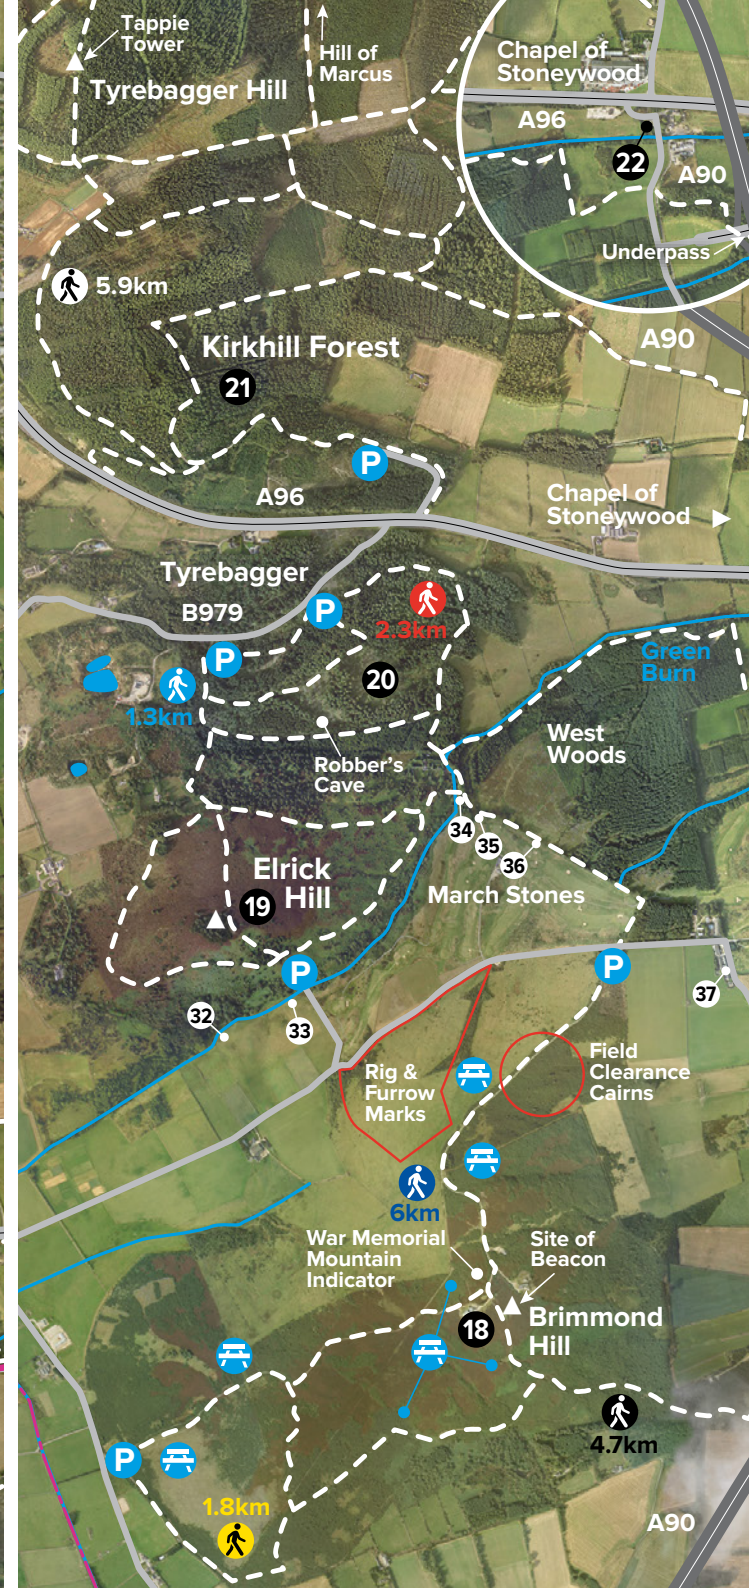 Tappie
Tower
Hill of
Marcus
Tyrebagger Hill
Chapel of
Stoneywood
A96
22
A90
Underpass
5.9km
A90
Kirkhill Forest
21
P
A96
Chapel of
Stoneywood
Tyrebagger
B979
P
2.3km
P
Green
Burn
20
1.3km
West
Woods
Robber's
Cave
34
35
36
Elrick
Hill
19
March Stones
P
P
37
32
33
Rig &
Furrow
Marks
Field
Clearance
Cairns
6km
War Memorial
Mountain
Indicator
Site of
Beacon
18
Brimmond
Hill
4.7km
P
1.8km
A90